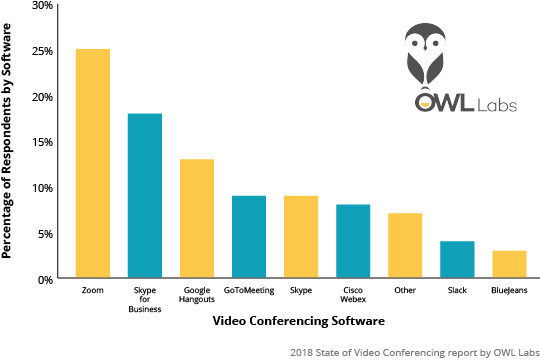 30%
25%
20%
15%
10%
5%
0%
Percentage of Respondents by Software
OWL Labs
Zoom
Skype
for
Business
Google
Hangouts
GoToMeeting
Skype
Cisco
Webex
Other
Slack
BlueJeans
Video Conferencing Software
2018 State of Video Conferencing report by OWL Labs